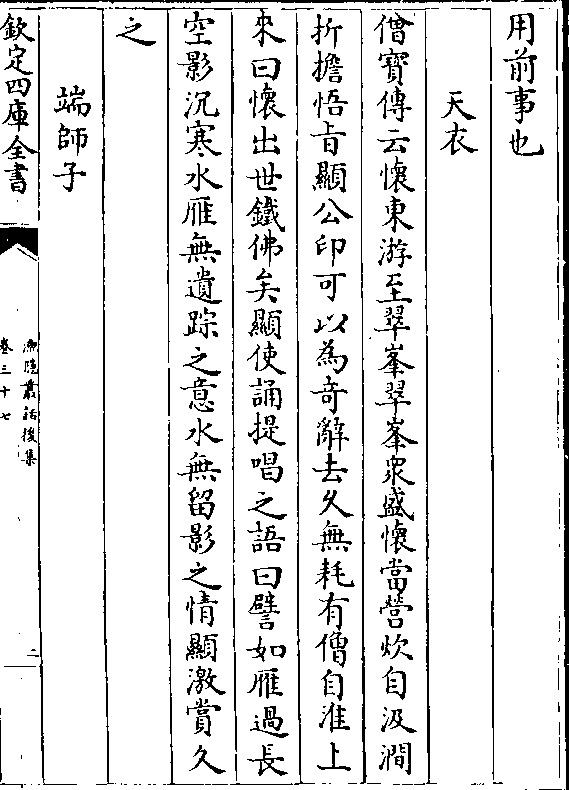 用前事也
天衣
僧寶傳云懷東游至翠峯翠峯衆盛懷當營炊自汲澗
折擔悟旨顯公印可以為奇辭去久無耗有僧自淮上
來曰懷出世鐵佛矣顯使誦提唱之語曰譬如雁過長
空影沉寒水雁無遺踪之意水無留影之情顯激賞久
之
端師子
欽定四庫全書
漁隱叢話後集
卷三十七
二